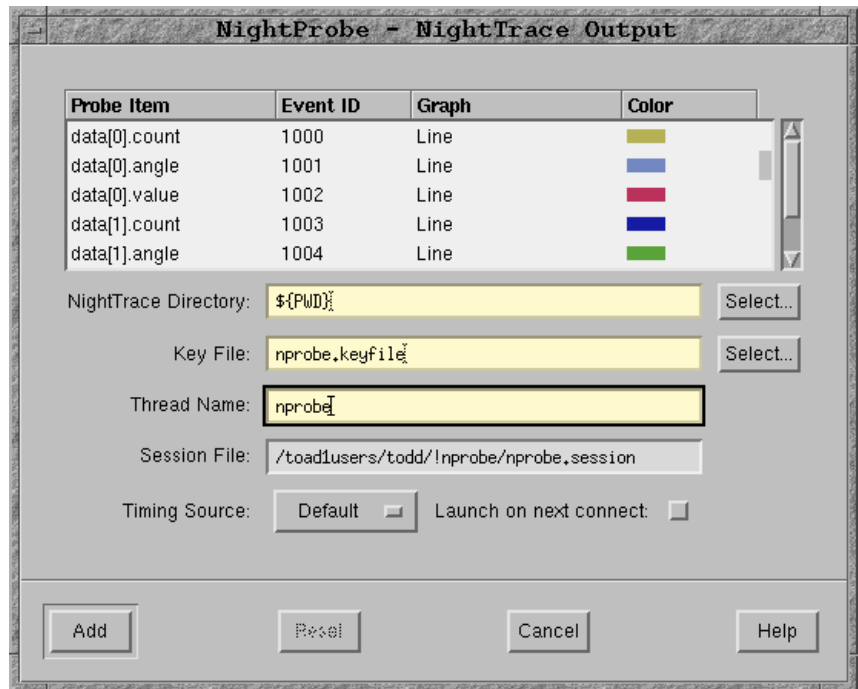 NightProbe - NightTrace Output
Probe Item Event ID Graph Color
data[0].count 1000 Line
data[0].angle 1001 Line
data[0].value 1002 Line
data[1].count 1003 Line
data[1].angle 1004 Line
NightTrace Directory: ${PWD} Select...
Key File: nprobe.keyfile Select...
Thread Name: nprobe
Session File: /toad1users/todd/!nprobe/nprobe.session
Timing Source: Default Launch on next connect:
Add Reset Cancel Help